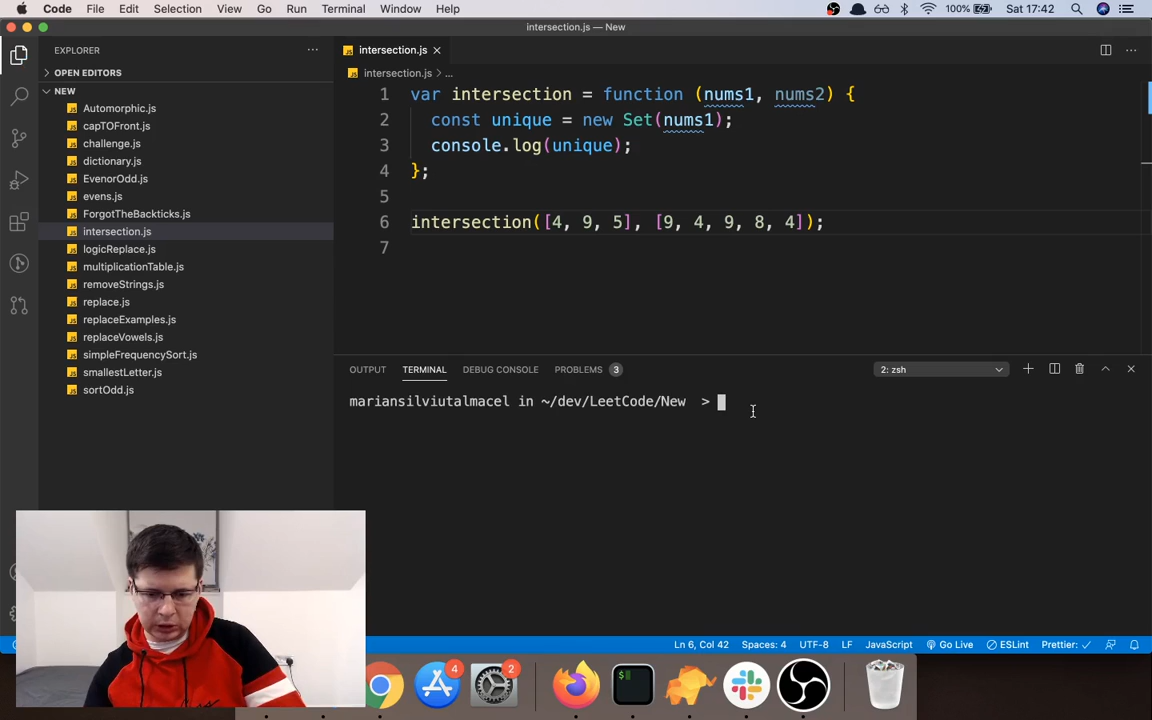 Code File Edit Selection View Go Run Terminal Window Help 100% Sat 17:42
intersection.js — New
EXPLORER ...
intersection.js
OPEN EDITORS
NEW
intersection.js > ...
Automorphic.js
capTOFront.js
challenge.js
dictionary.js
EvenorOdd.js
evens.js
ForgotTheBackticks.js
intersection.js
logicReplace.js
multiplicationTable.js
removeStrings.js
replace.js
replaceExamples.js
replaceVowels.js
simpleFrequencySort.js
smallestLetter.js
sortOdd.js
1 var intersection = function (nums1, nums2) {
2 const unique = new Set(nums1);
3 console.log(unique);
4 };
5
6 intersection([4, 9, 5], [9, 4, 9, 8, 4]);
7
OUTPUT TERMINAL DEBUG CONSOLE PROBLEMS 3 2: zsh
mariansilviutalmacel in ~/dev/LeetCode/New >
Ln 6, Col 42 Spaces: 4 UTF-8 LF JavaScript Go Live ESLint Prettier: ✓
4
2
$